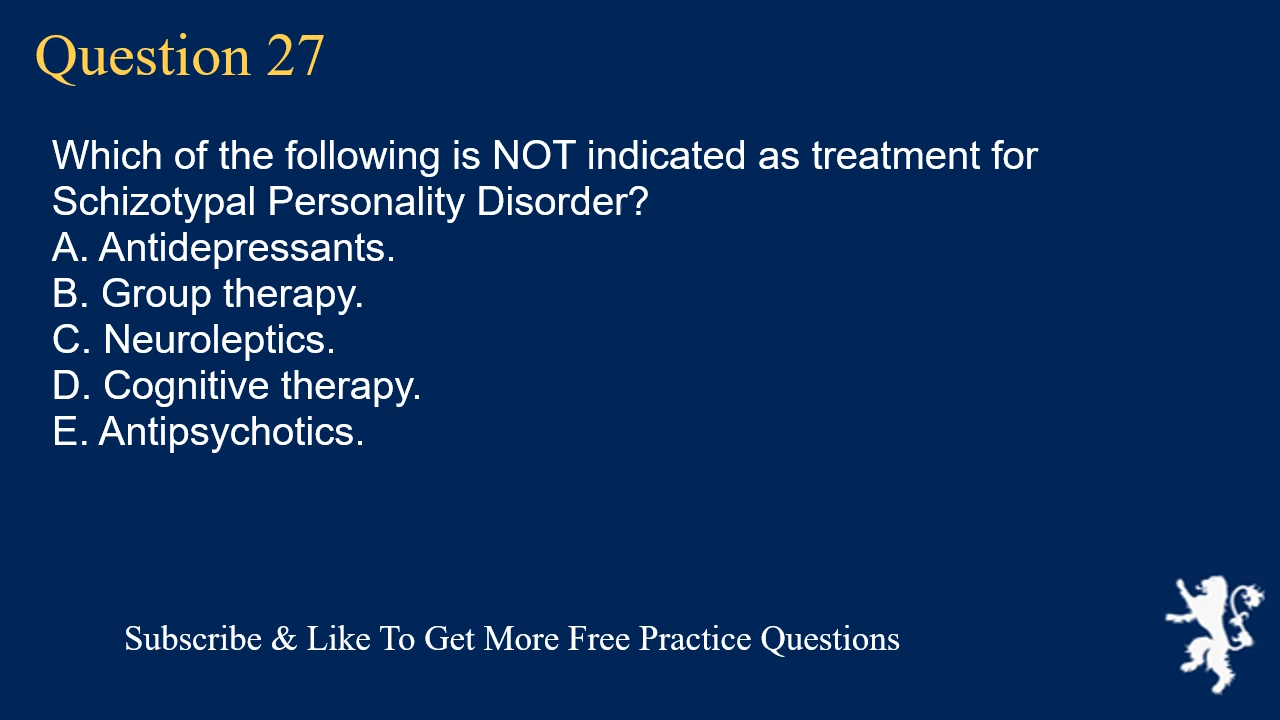 Question 27
Which of the following is NOT indicated as treatment for
Schizotypal Personality Disorder?
A. Antidepressants.
B. Group therapy.
C. Neuroleptics.
D. Cognitive therapy.
E. Antipsychotics.
Subscribe & Like To Get More Free Practice Questions